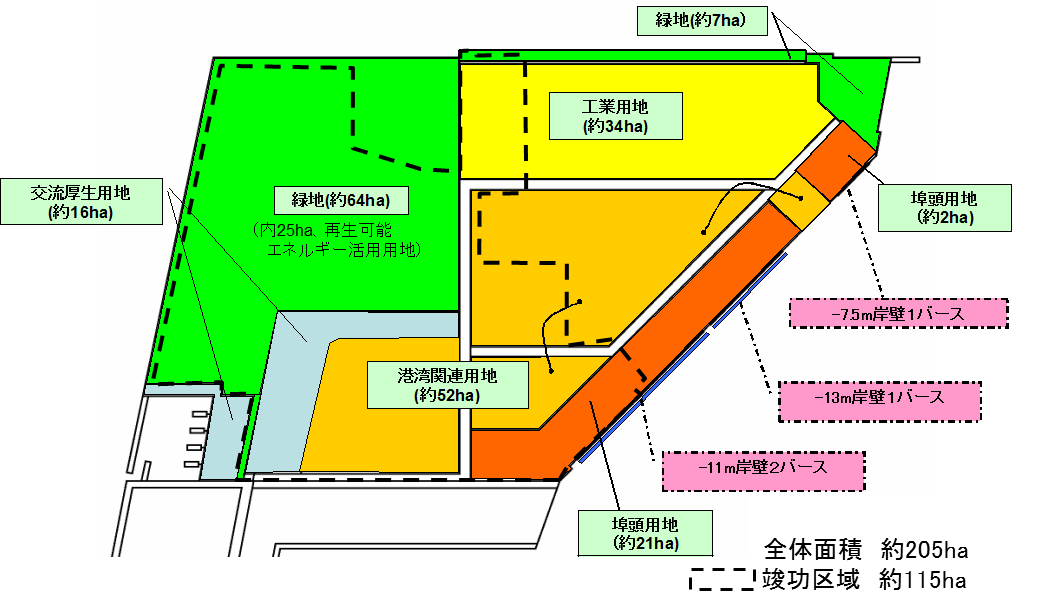 緑地(約7ha)
工業用地
(約34ha)
交流厚生用地
(約16ha)
緑地(約64ha)
(内25ha、再生可能
エネルギー活用用地)
埠頭用地
(約2ha)
-7.5m岸壁1バース
港湾関連用地
(約52ha)
-13m岸壁1バース
-11m岸壁2バース
埠頭用地
(約21ha)
全体面積 約205ha
竣功区域 約115ha